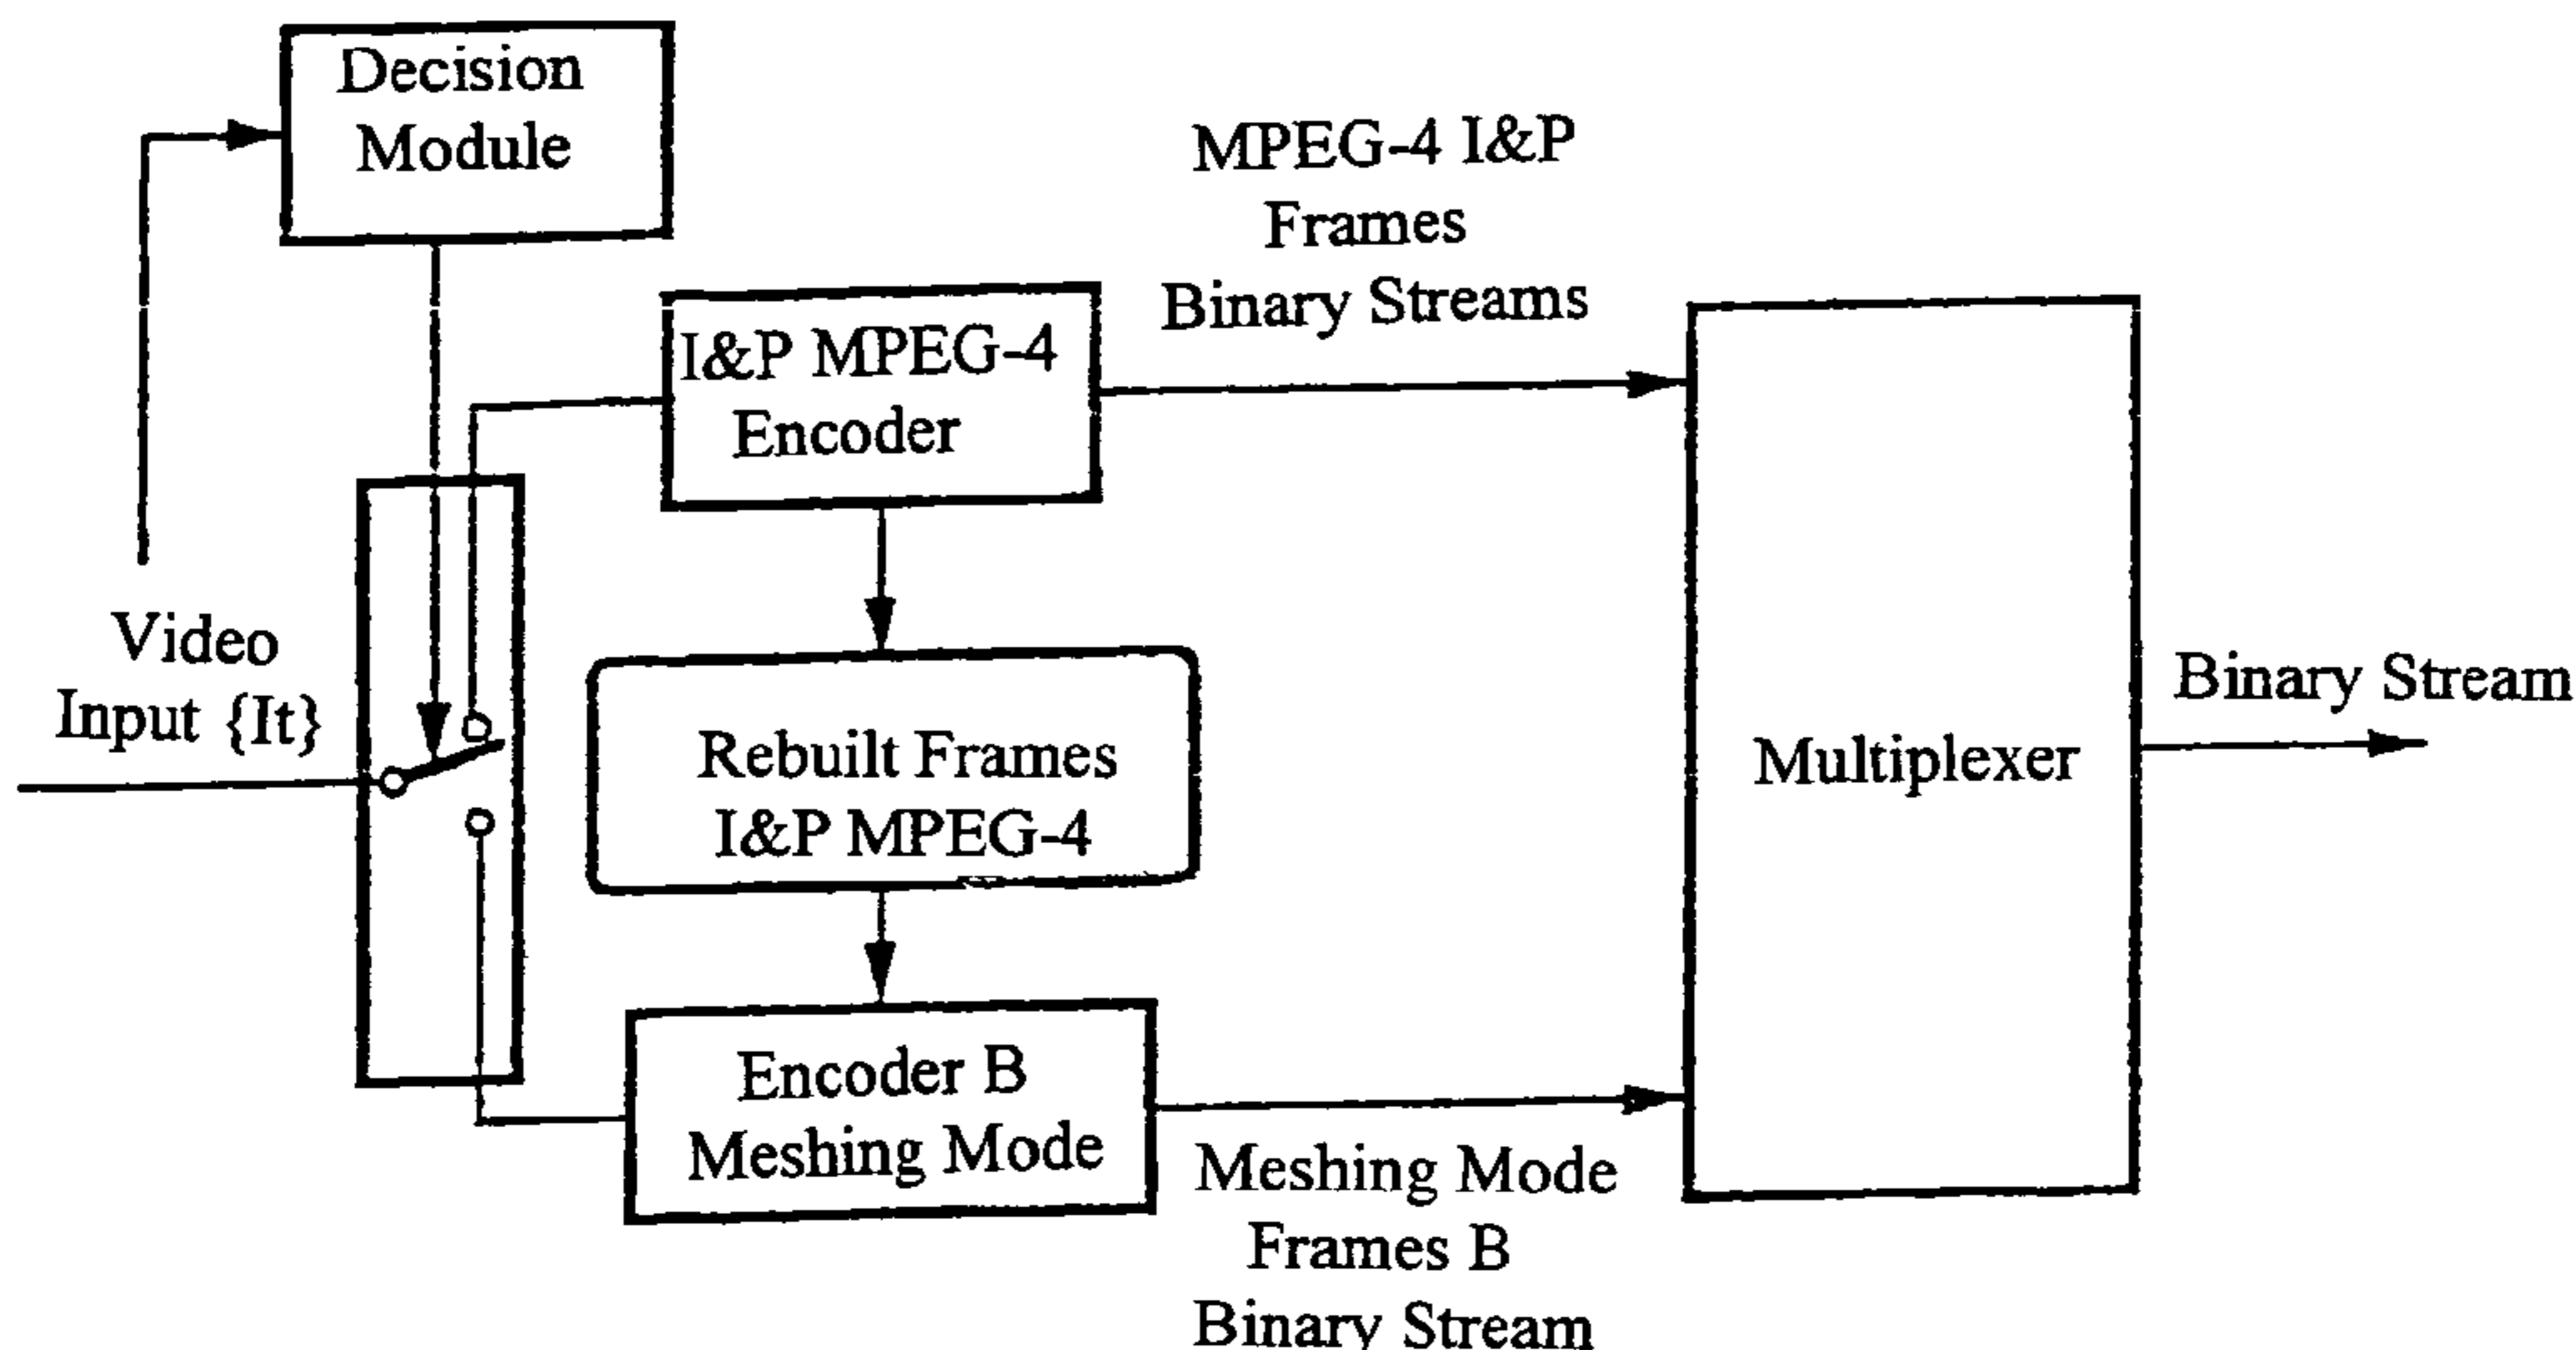 Decision
Module
MPEG-4 I&P
Frames
Binary Streams
I&P MPEG-4
Encoder
Video
Input {It}
Rebuilt Frames
I&P MPEG-4
Multiplexer
Binary Stream
Encoder B
Meshing Mode
Meshing Mode
Frames B
Binary Stream